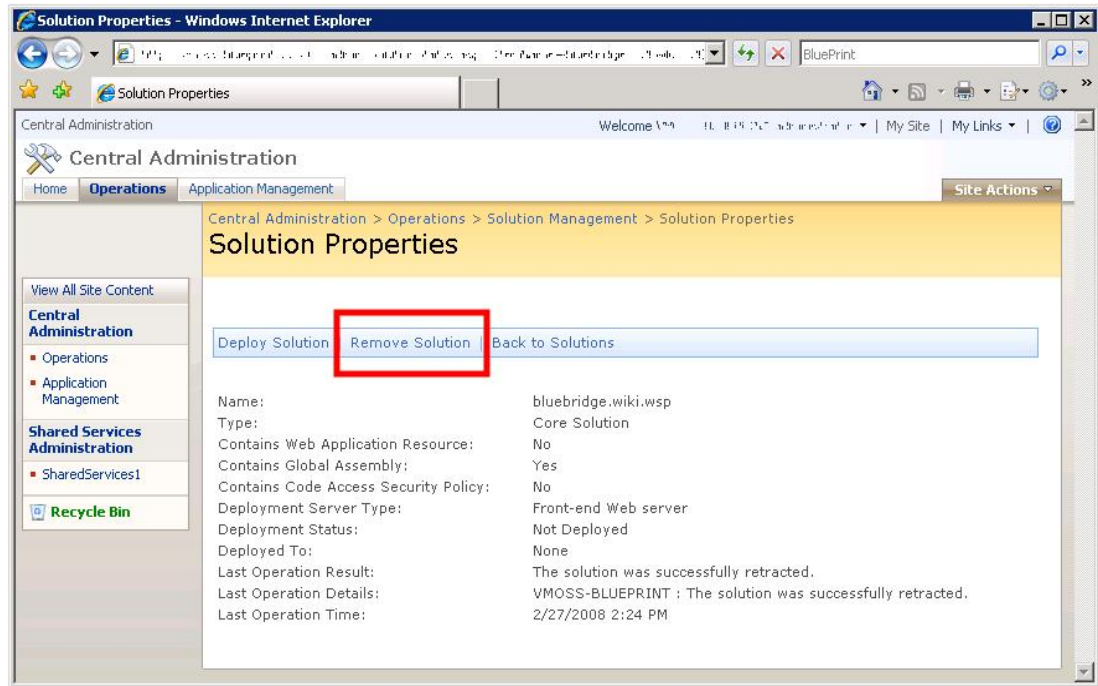 Solution Properties - Windows Internet Explorer
BluePrint
Solution Properties
Central Administration
Welcome
My Site | My Links |
Central Administration
Home Operations Application Management
Site Actions
Central Administration > Operations > Solution Management > Solution Properties
Solution Properties
View All Site Content
Central
Administration
Operations
Application
Management
Shared Services
Administration
SharedServices1
Recycle Bin
Deploy Solution | Remove Solution | Back to Solutions
Name: bluebridge.wiki.wsp
Type: Core Solution
Contains Web Application Resource: No
Contains Global Assembly: Yes
Contains Code Access Security Policy: No
Deployment Server Type: Front-end Web server
Deployment Status: Not Deployed
Deployed To: None
Last Operation Result: The solution was successfully retracted.
Last Operation Details: VMOSS-BLUEPRINT : The solution was successfully retracted.
Last Operation Time: 2/27/2008 2:24 PM